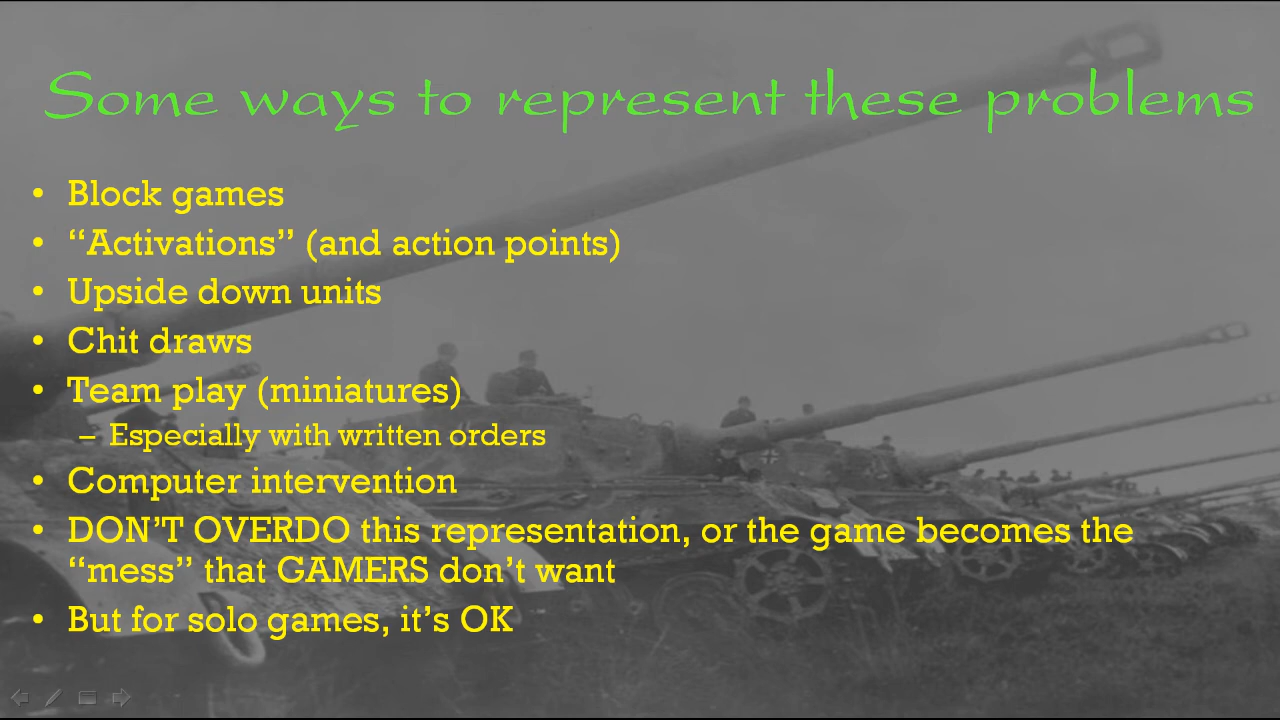 Some ways to represent these problems
• Block games
• “Activations” (and action points)
• Upside down units
• Chit draws
• Team play (miniatures)
– Especially with written orders
• Computer intervention
• DON’T OVERDO this representation, or the game becomes the
“mess” that GAMERS don’t want
• But for solo games, it’s OK